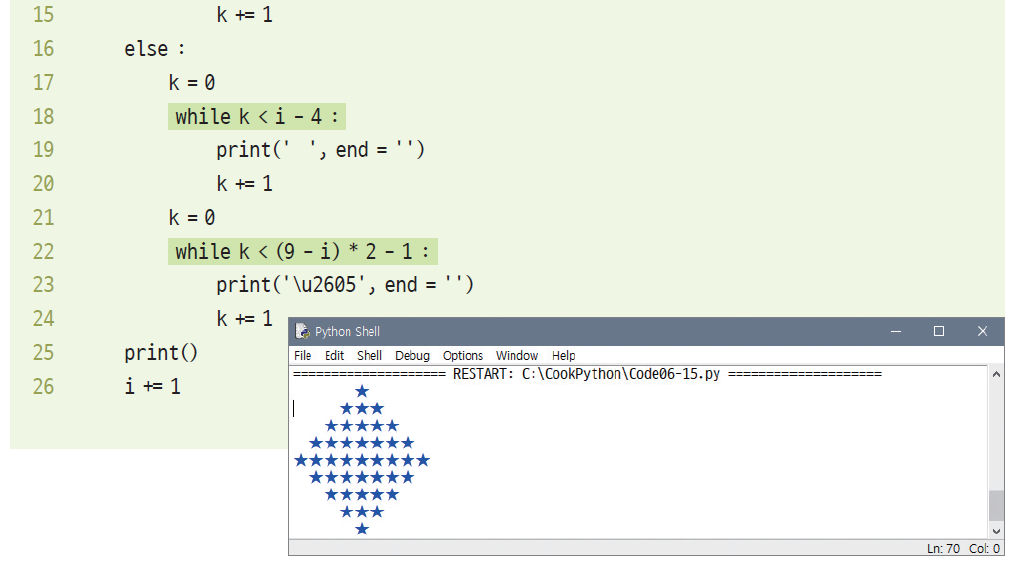 15 k += 1
16 else :
17 k = 0
18 while k < i - 4 :
19 print('  ', end = '')
20 k += 1
21 k = 0
22 while k < (9 - i) * 2 - 1 :
23 print('\u2605', end = '')
24 k += 1
25 print()
26 i += 1
Python Shell
File Edit Shell Debug Options Window Help
==================== RESTART: C:\CookPython\Code06-15.py ====================
★
★★★
★★★★★
★★★★★★★
★★★★★★★★★
★★★★★★★
★★★★★
★★★
★
Ln: 70 Col: 0